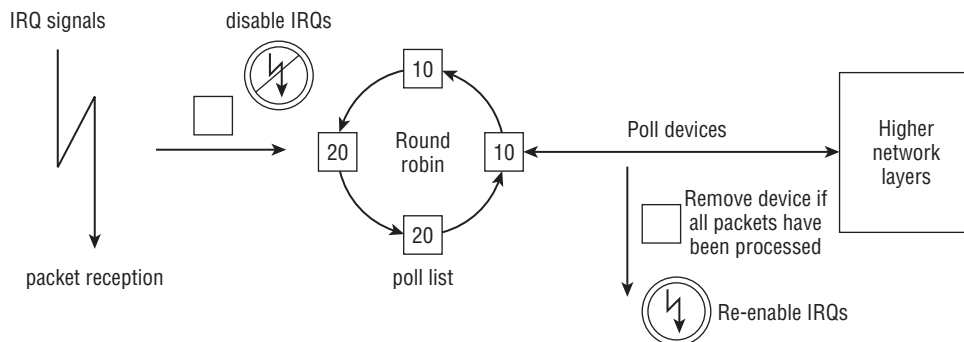 IRQ signals
disable IRQs
packet reception
10
20
Round
robin
10
20
poll list
Poll devices
Higher
network
layers
Remove device if
all packets have
been processed
Re-enable IRQs